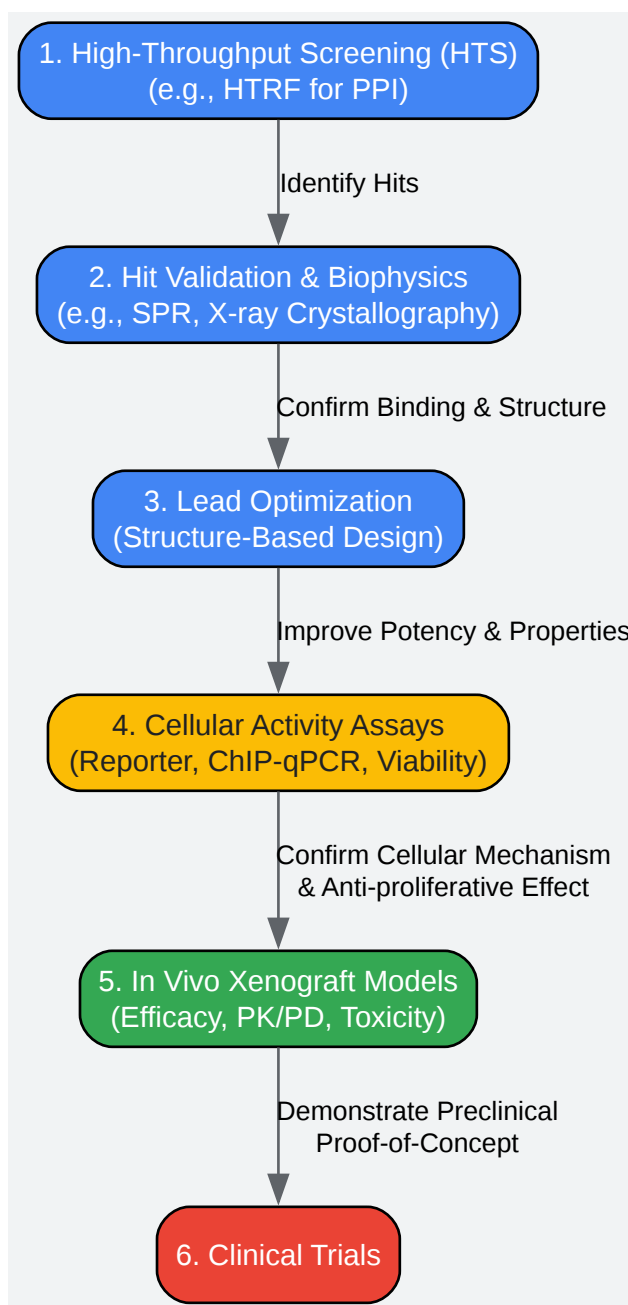 1. High-Throughput Screening (HTS)
(e.g., HTRF for PPI)
Identify Hits
2. Hit Validation & Biophysics
(e.g., SPR, X-ray Crystallography)
Confirm Binding & Structure
3. Lead Optimization
(Structure-Based Design)
Improve Potency & Properties
4. Cellular Activity Assays
(Reporter, ChIP-qPCR, Viability)
Confirm Cellular Mechanism
& Anti-proliferative Effect
5. In Vivo Xenograft Models
(Efficacy, PK/PD, Toxicity)
Demonstrate Preclinical
Proof-of-Concept
6. Clinical Trials